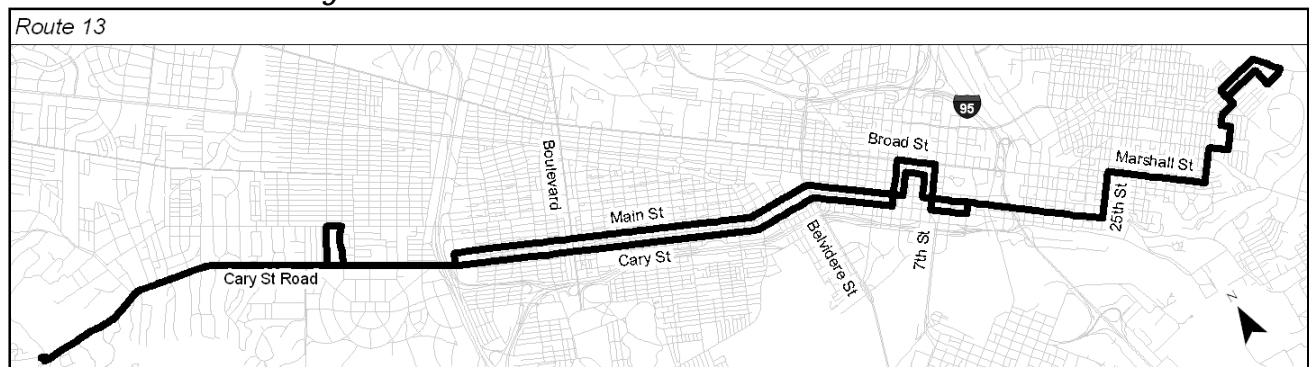 Route 13
95
Broad St
Boulevard
Marshall St
Main St
25th St
Cary St
Belvidere St
7th St
Cary St Road
N